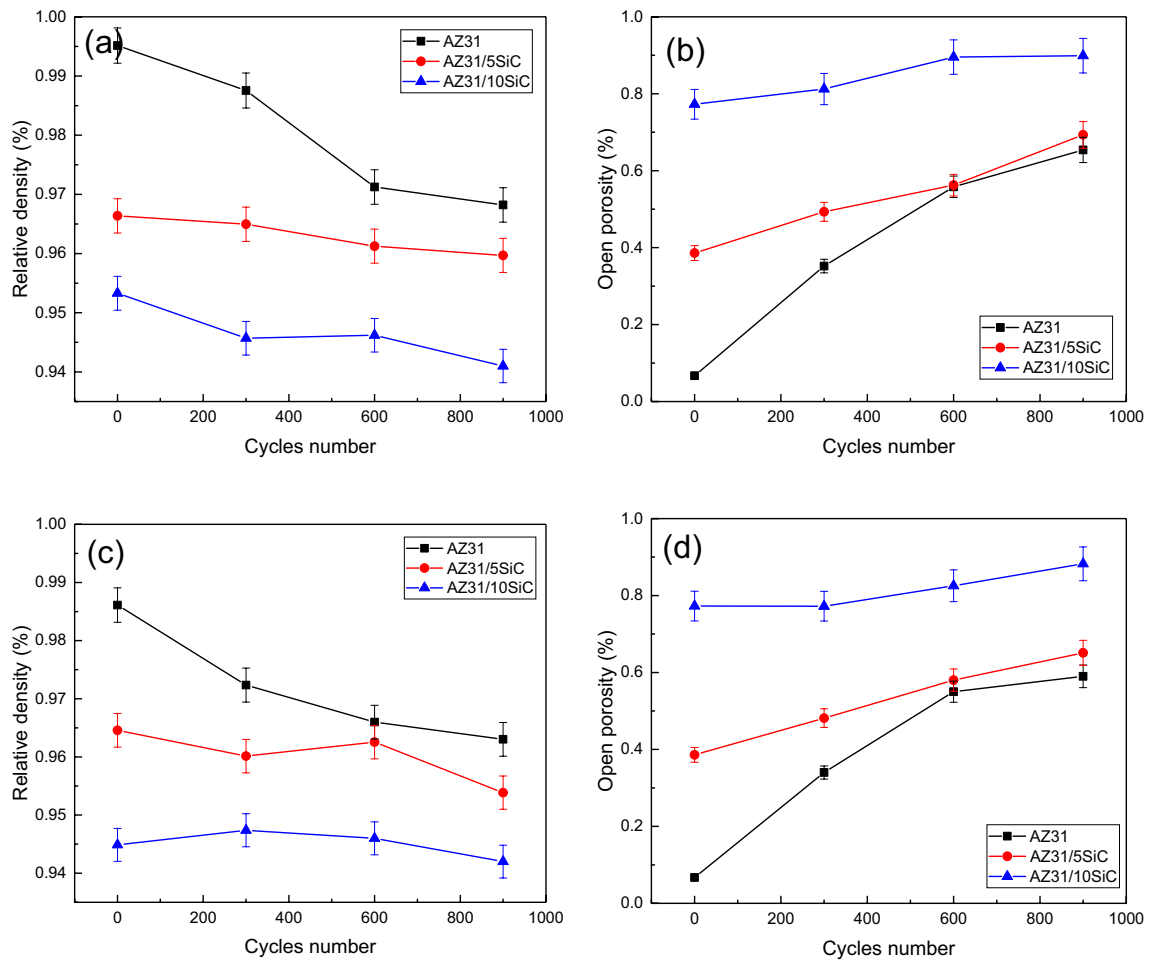 (a)
AZ31
AZ31/5SiC
AZ31/10SiC
1.00
0.99
0.98
0.97
0.96
0.95
0.94
Relative density (%)
0
200
400
600
800
1000
Cycles number
(b)
1.0
0.8
0.6
0.4
0.2
0.0
Open porosity (%)
AZ31
AZ31/5SiC
AZ31/10SiC
0
200
400
600
800
1000
Cycles number
(c)
AZ31
AZ31/5SiC
AZ31/10SiC
1.00
0.99
0.98
0.97
0.96
0.95
0.94
Relative density (%)
0
200
400
600
800
1000
Cycles number
(d)
1.0
0.8
0.6
0.4
0.2
0.0
Open porosity (%)
AZ31
AZ31/5SiC
AZ31/10SiC
0
200
400
600
800
1000
Cycles number